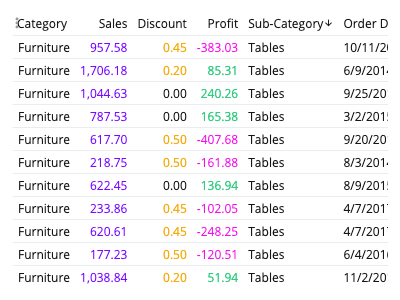 Category Sales Discount Profit Sub-Category↓ Order D
Furniture 957.58 0.45 -383.03 Tables 10/11/20
Furniture 1,706.18 0.20 85.31 Tables 6/9/2014
Furniture 1,044.63 0.00 240.26 Tables 9/25/201
Furniture 787.53 0.00 165.38 Tables 3/2/2015
Furniture 617.70 0.50 -407.68 Tables 9/20/201
Furniture 218.75 0.50 -161.88 Tables 8/3/2014
Furniture 622.45 0.00 136.94 Tables 8/9/2015
Furniture 233.86 0.45 -102.05 Tables 4/7/2017
Furniture 620.61 0.45 -248.25 Tables 4/7/2017
Furniture 177.23 0.50 -120.51 Tables 6/4/2016
Furniture 1,038.84 0.20 51.94 Tables 11/2/201